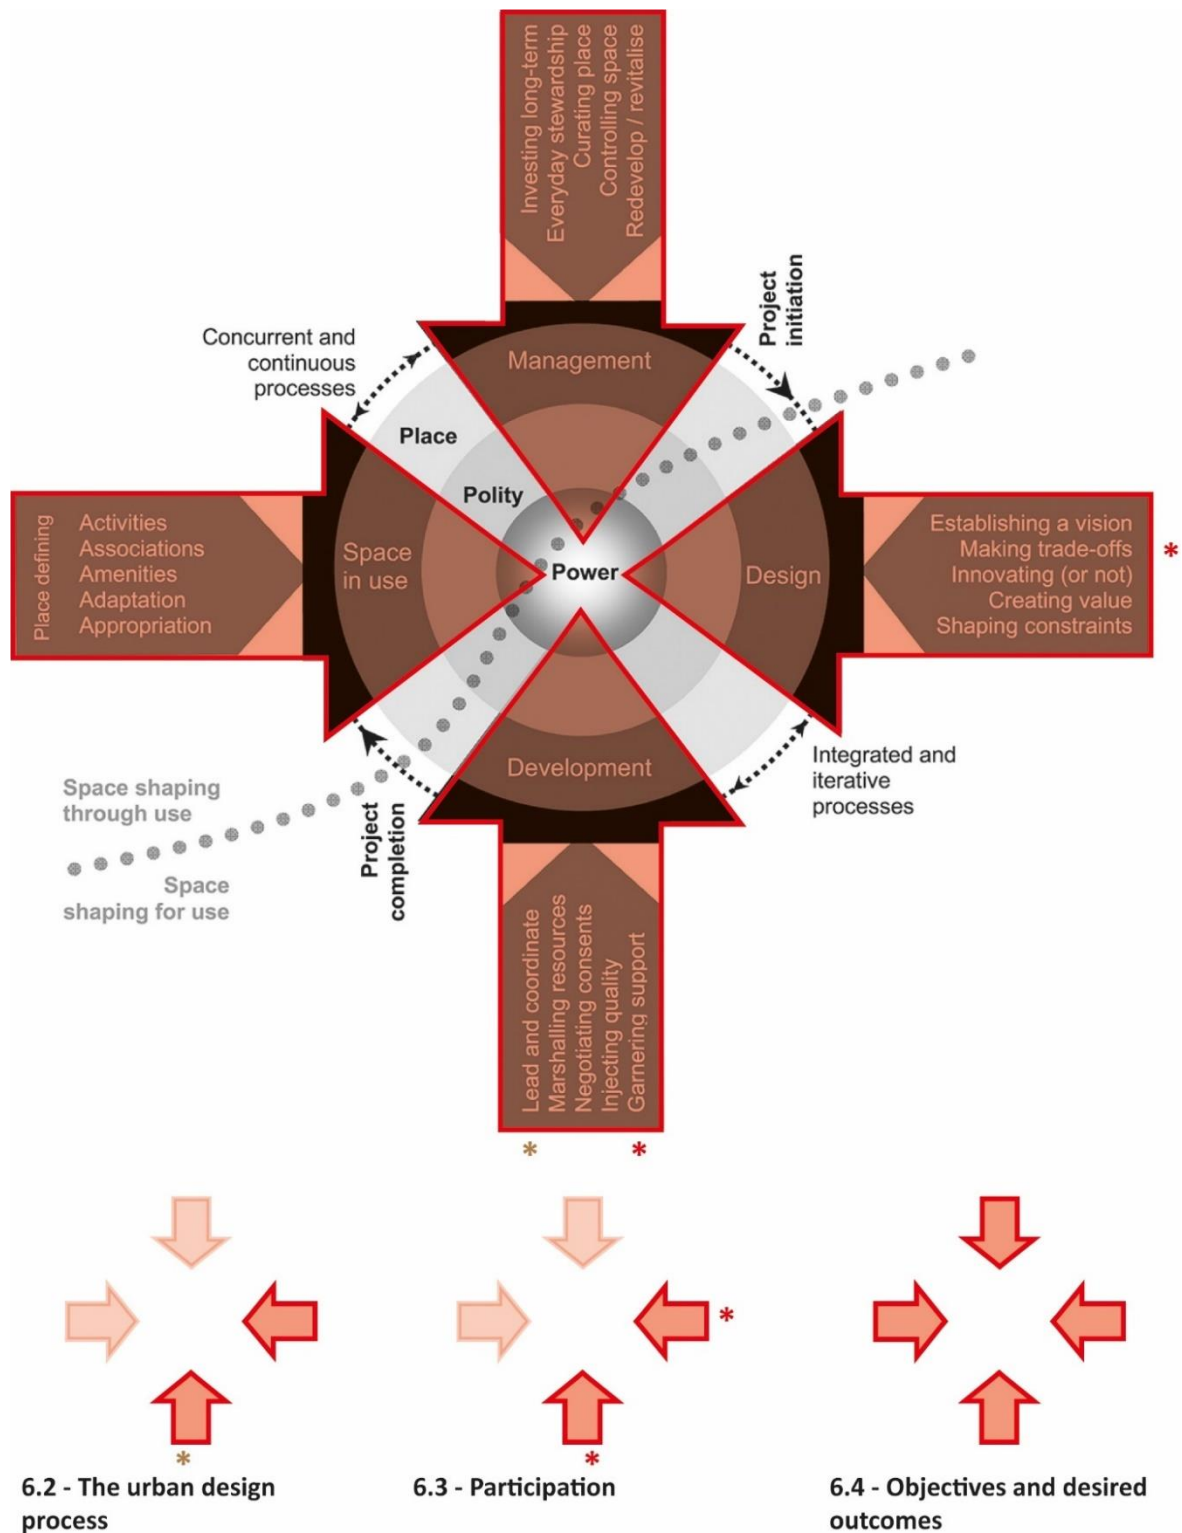 Investing long-term
Everyday stewardship
Curating place
Controlling space
Redevelop / revitalise
Project
initiation
Concurrent and
continuous
processes
Management
Place
Polity
Place defining
Activities
Associations
Amenities
Adaptation
Appropriation
Space
in use
Power
Design
Establishing a vision
Making trade-offs
Innovating (or not)
Creating value
Shaping constraints
*
Development
Integrated and
iterative
processes
Space shaping
through use
Project
completion
Space
shaping for use
Lead and coordinate
Marshalling resources
Negotiating consents
Injecting quality
Garnering support
* *
*
* *
6.2 - The urban design
process
6.3 - Participation
6.4 - Objectives and desired
outcomes